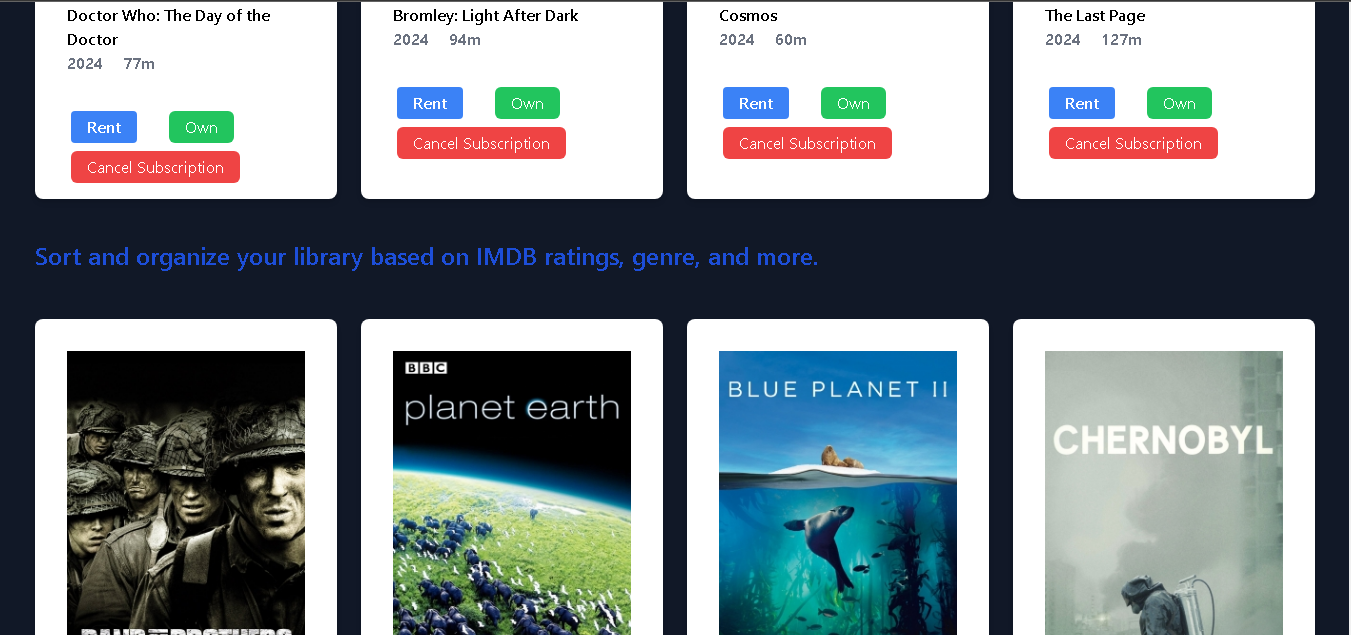 Doctor Who: The Day of the
Doctor
2024 77m
Rent Own
Cancel Subscription
Bromley: Light After Dark
2024 94m
Rent Own
Cancel Subscription
Cosmos
2024 60m
Rent Own
Cancel Subscription
The Last Page
2024 127m
Rent Own
Cancel Subscription
Sort and organize your library based on IMDB ratings, genre, and more.
BAND OF BROTHERS
BBC
planet earth
BLUE PLANET II
CHERNOBYL